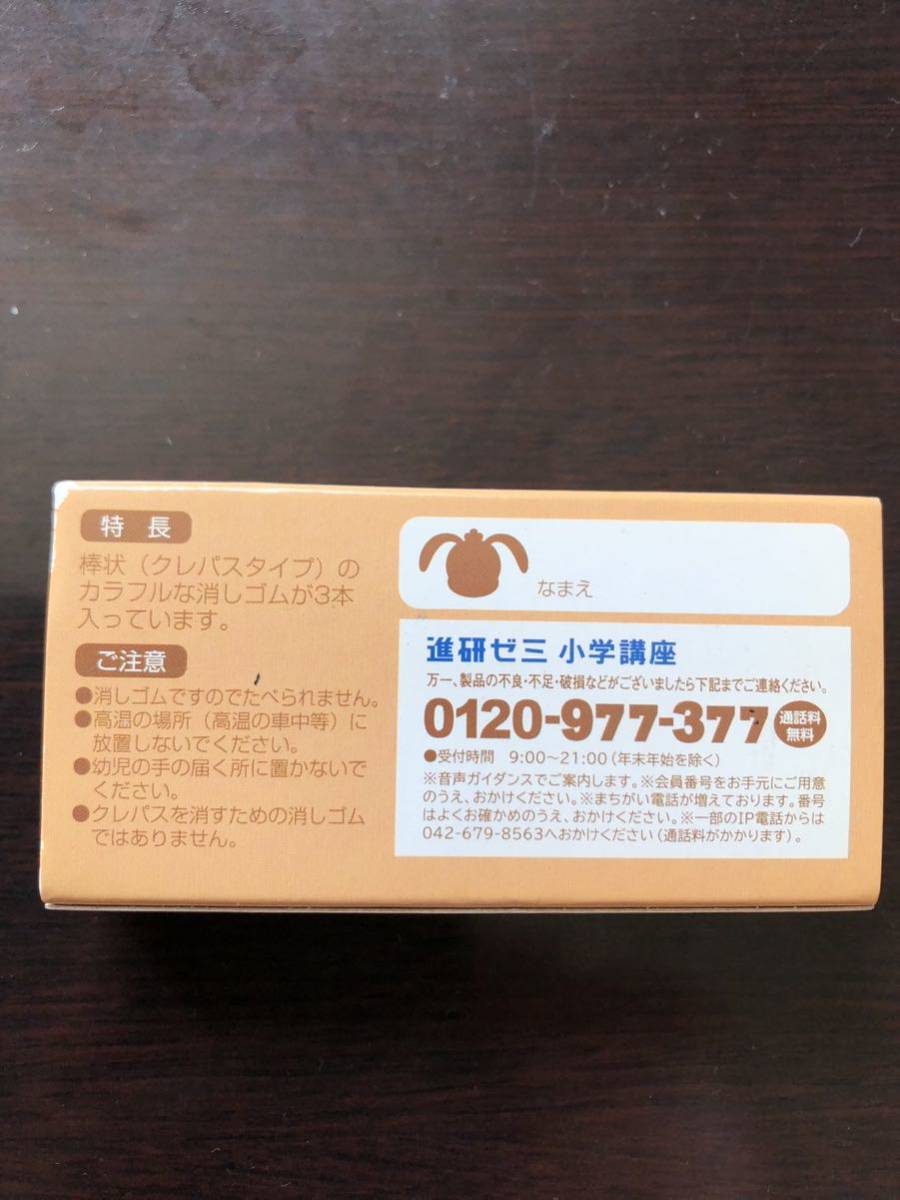 特長
棒状（クレパスタイプ）の
カラフルな消しゴムが3本
入っています。
ご注意
●消しゴムですのでたべられません。
●高温の場所（高温の車中等）に
放置しないでください。
●幼児の手の届く所に置かないで
ください。
●クレパスを消すための消しゴム
ではありません。
なまえ
進研ゼミ 小学講座
万一、製品の不良・不足・破損などがございましたら下記までご連絡ください。
0120-977-377 通話料
無料
●受付時間 9:00～21:00（年末年始を除く）
※音声ガイダンスでご案内します。※会員番号をお手元にご用意
のうえ、おかけください。※まちがい電話が増えております。番号
はよくお確かめのうえ、おかけください。※一部のIP電話からは
042-679-8563へおかけください（通話料がかかります）。